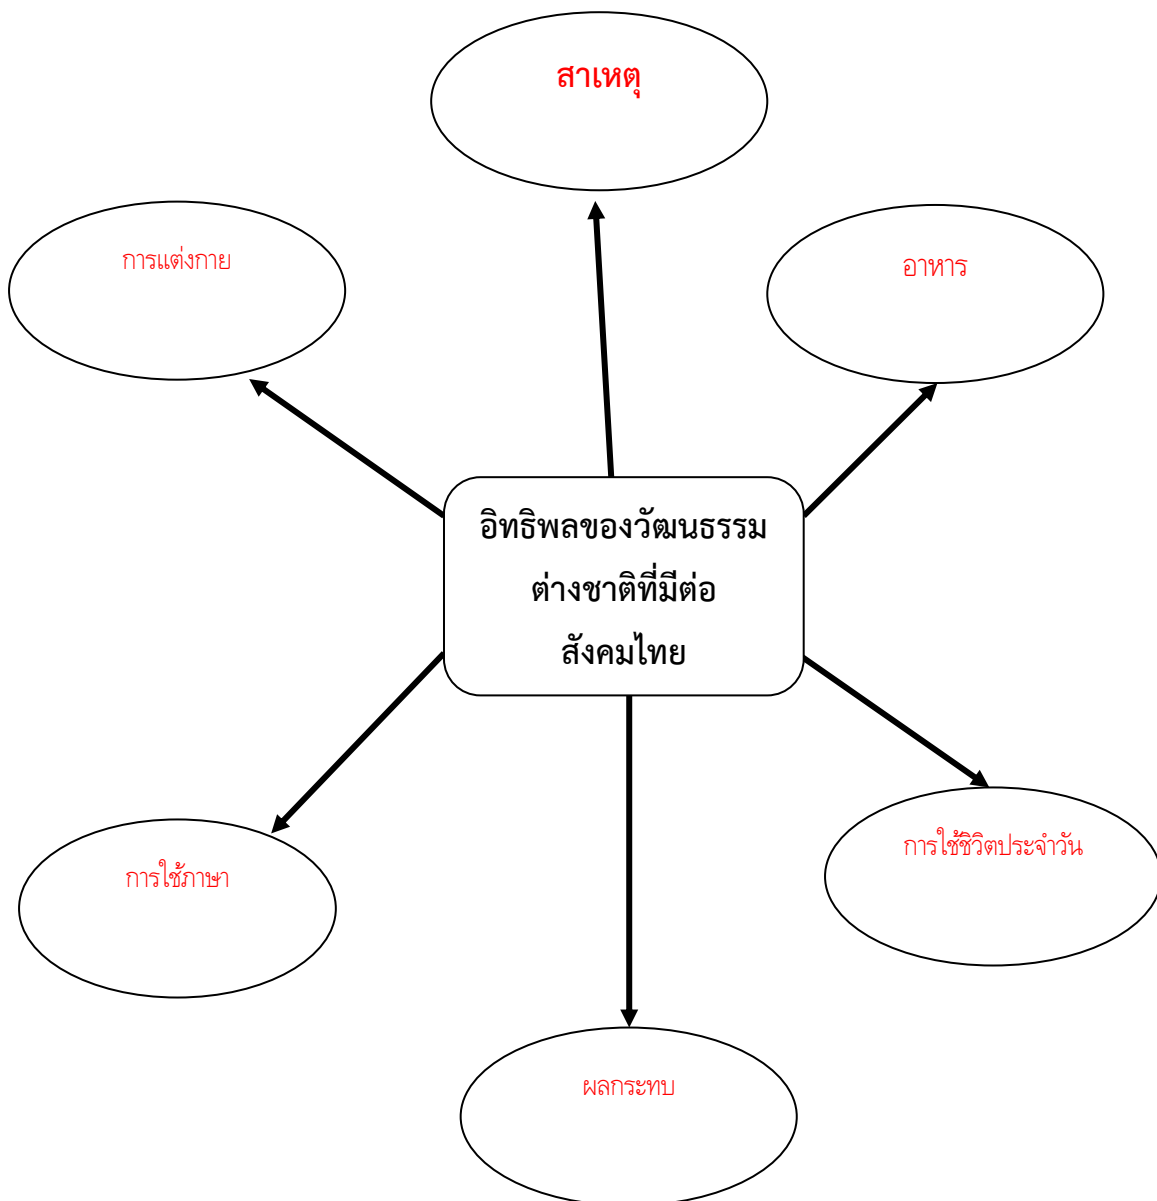 สาเหตุ
การแต่งกาย
อาหาร
อิทธิพลของวัฒนธรรม
ต่างชาติที่มีต่อ
สังคมไทย
การใช้ภาษา
การใช้ชีวิตประจำวัน
ผลกระทบ